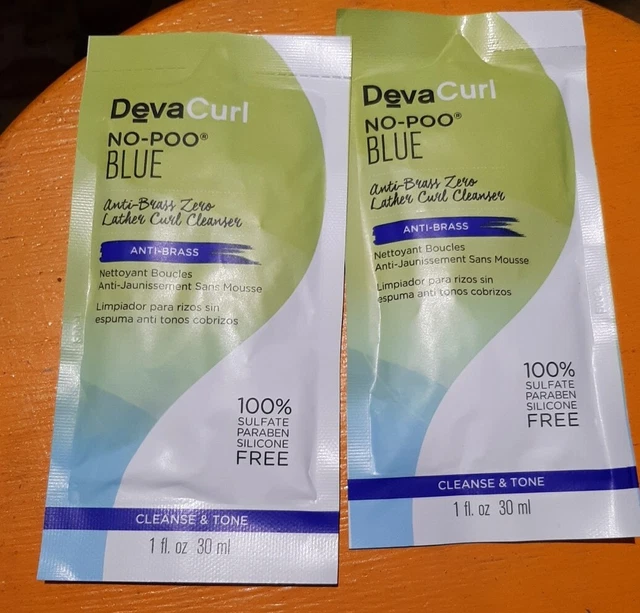 DevaCurl
NO-POO®
BLUE
Anti-Brass Zero
Lather Curl Cleanser
ANTI-BRASS
Nettoyant Boucles
Anti-Jaunissement Sans Mousse
Limpiador para rizos sin
espuma anti tonos cobrizos
100%
SULFATE
PARABEN
SILICONE
FREE
CLEANSE & TONE
1 fl. oz 30 ml
DevaCurl
NO-POO®
BLUE
Anti-Brass Zero
Lather Curl Cleanser
ANTI-BRASS
Nettoyant Boucles
Anti-Jaunissement Sans Mousse
Limpiador para rizos sin
espuma anti tonos cobrizos
100%
SULFATE
PARABEN
SILICONE
FREE
CLEANSE & TONE
1 fl. oz 30 ml